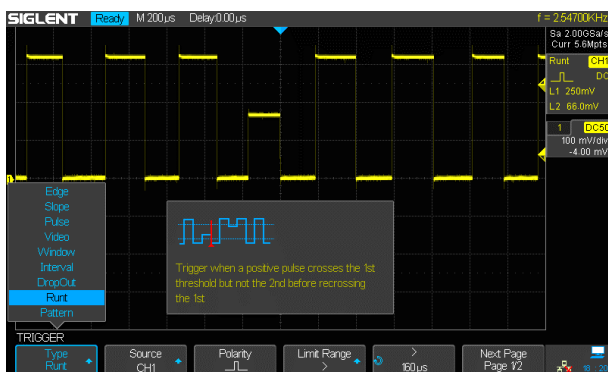 SIGLENT Ready M 200µs Delay:0.00µs f = 2.54700KHz
Sa 2.00GSa/s
Curr 5.6Mpts
Runt CH1
DC
L1 250mV
L2 66.0mV
1 DC50
100 mV/div
-4.00 mV
1
Edge
Slope
Pulse
Video
Window
Interval
DropOut
Runt
Pattern
Trigger when a positive pulse crosses the 1st
threshold but not the 2nd before recrossing
the 1st
TRIGGER
Type
Runt
Source
CH1
Polarity
Limit Range
>
>
160µs
Next Page
Page 1/2